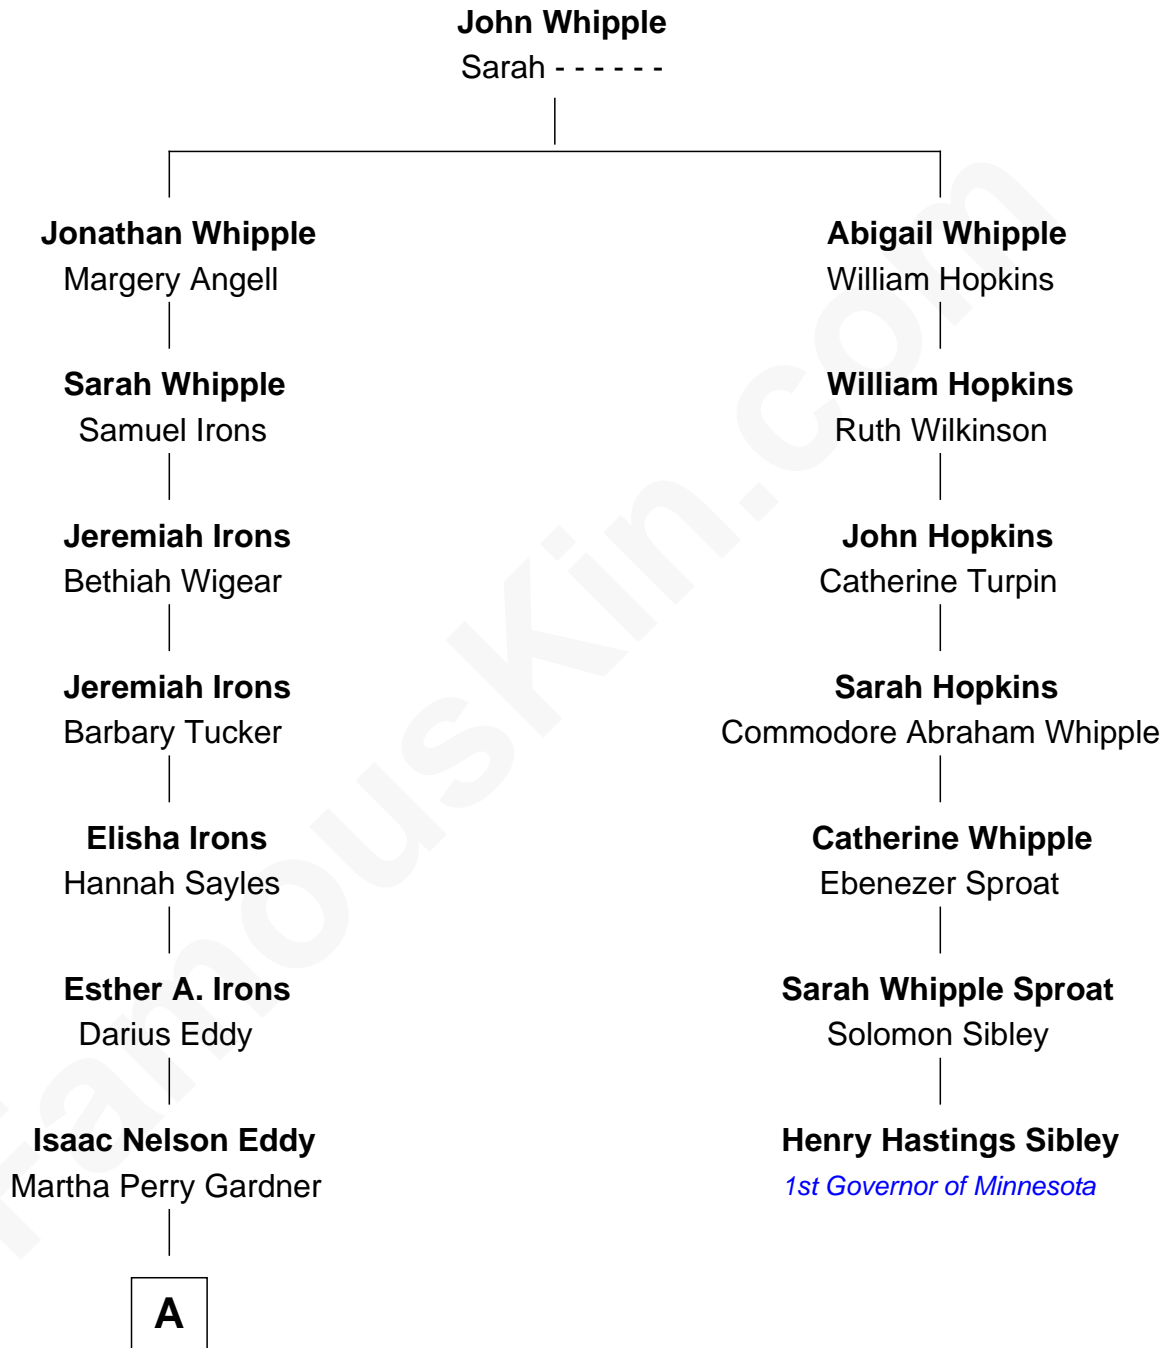 John Whipple
Sarah - - - - - -
Jonathan Whipple
Margery Angell
Abigail Whipple
William Hopkins
Sarah Whipple
Samuel Irons
William Hopkins
Ruth Wilkinson
Jeremiah Irons
Bethiah Wigear
John Hopkins
Catherine Turpin
Jeremiah Irons
Barbary Tucker
Sarah Hopkins
Commodore Abraham Whipple
Elisha Irons
Hannah Sayles
Catherine Whipple
Ebenezer Sproat
Esther A. Irons
Darius Eddy
Sarah Whipple Sproat
Solomon Sibley
Isaac Nelson Eddy
Martha Perry Gardner
Henry Hastings Sibley
1st Governor of Minnesota
A
FamousKin.com